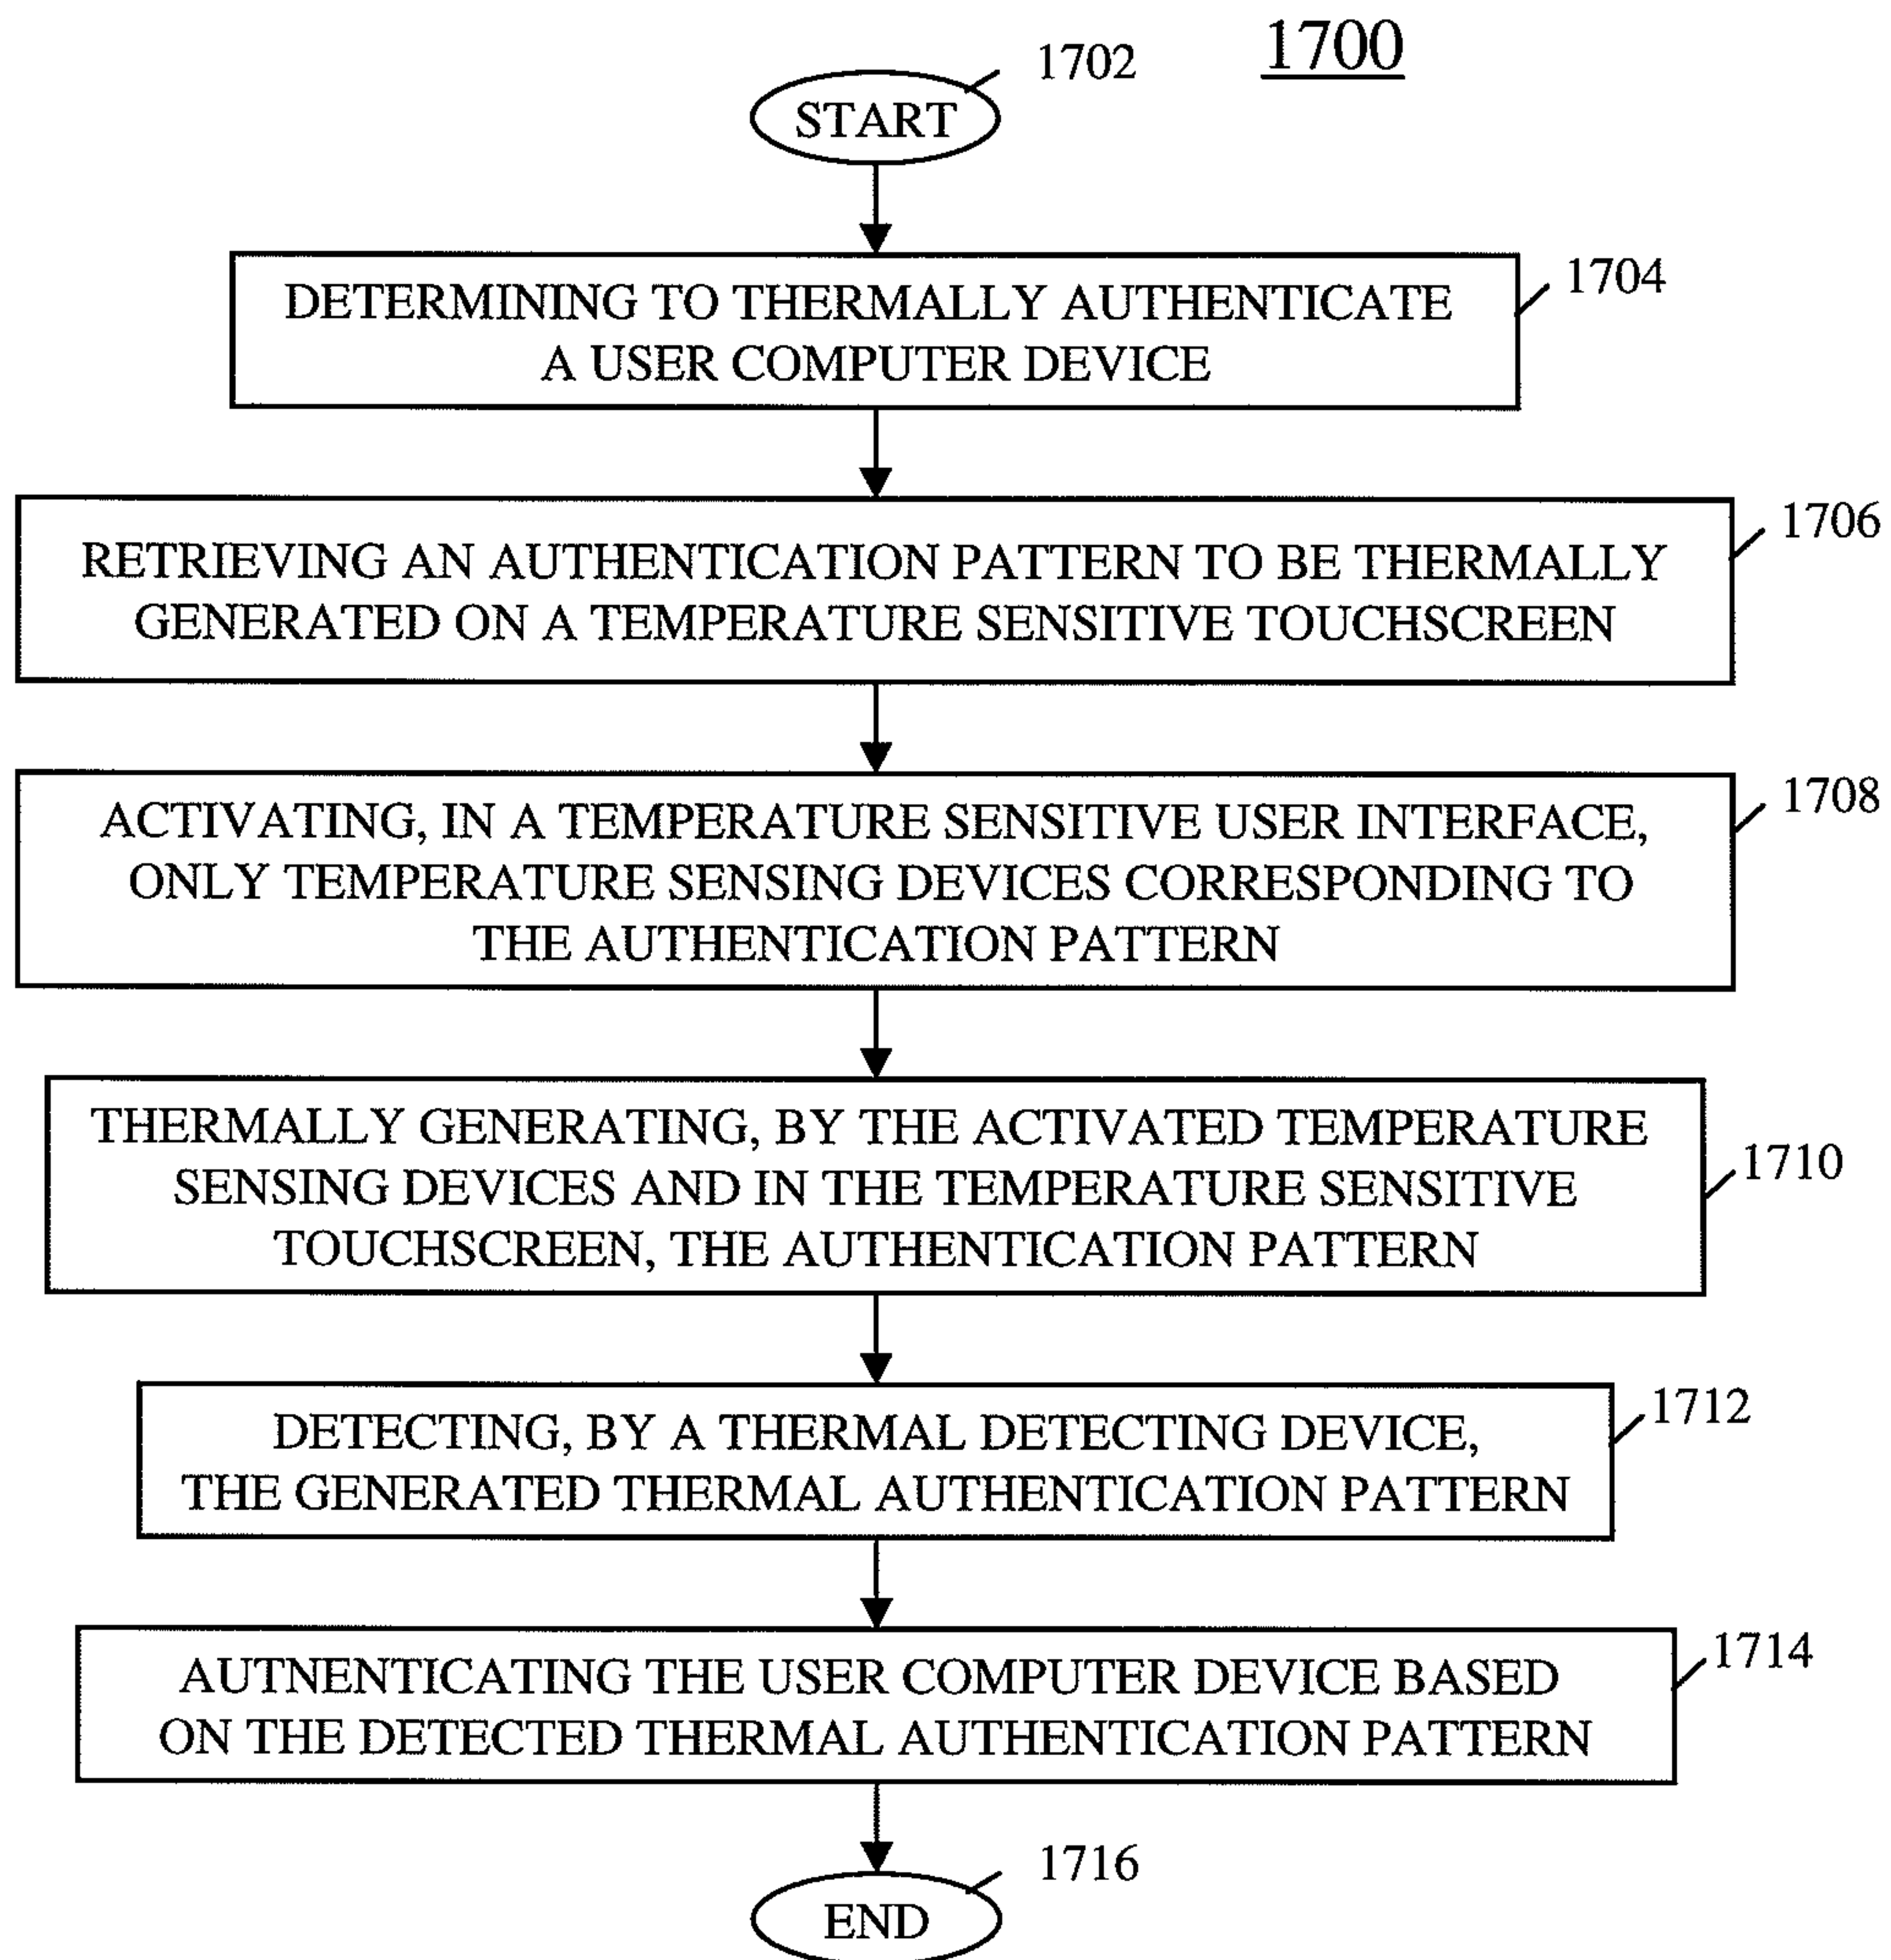 1700
1702
START
1704
DETERMINING TO THERMALLY AUTHENTICATE
A USER COMPUTER DEVICE
1706
RETRIEVING AN AUTHENTICATION PATTERN TO BE THERMALLY
GENERATED ON A TEMPERATURE SENSITIVE TOUCHSCREEN
1708
ACTIVATING, IN A TEMPERATURE SENSITIVE USER INTERFACE,
ONLY TEMPERATURE SENSING DEVICES CORRESPONDING TO
THE AUTHENTICATION PATTERN
1710
THERMALLY GENERATING, BY THE ACTIVATED TEMPERATURE
SENSING DEVICES AND IN THE TEMPERATURE SENSITIVE
TOUCHSCREEN, THE AUTHENTICATION PATTERN
1712
DETECTING, BY A THERMAL DETECTING DEVICE,
THE GENERATED THERMAL AUTHENTICATION PATTERN
1714
AUTNENTICATING THE USER COMPUTER DEVICE BASED
ON THE DETECTED THERMAL AUTHENTICATION PATTERN
1716
END